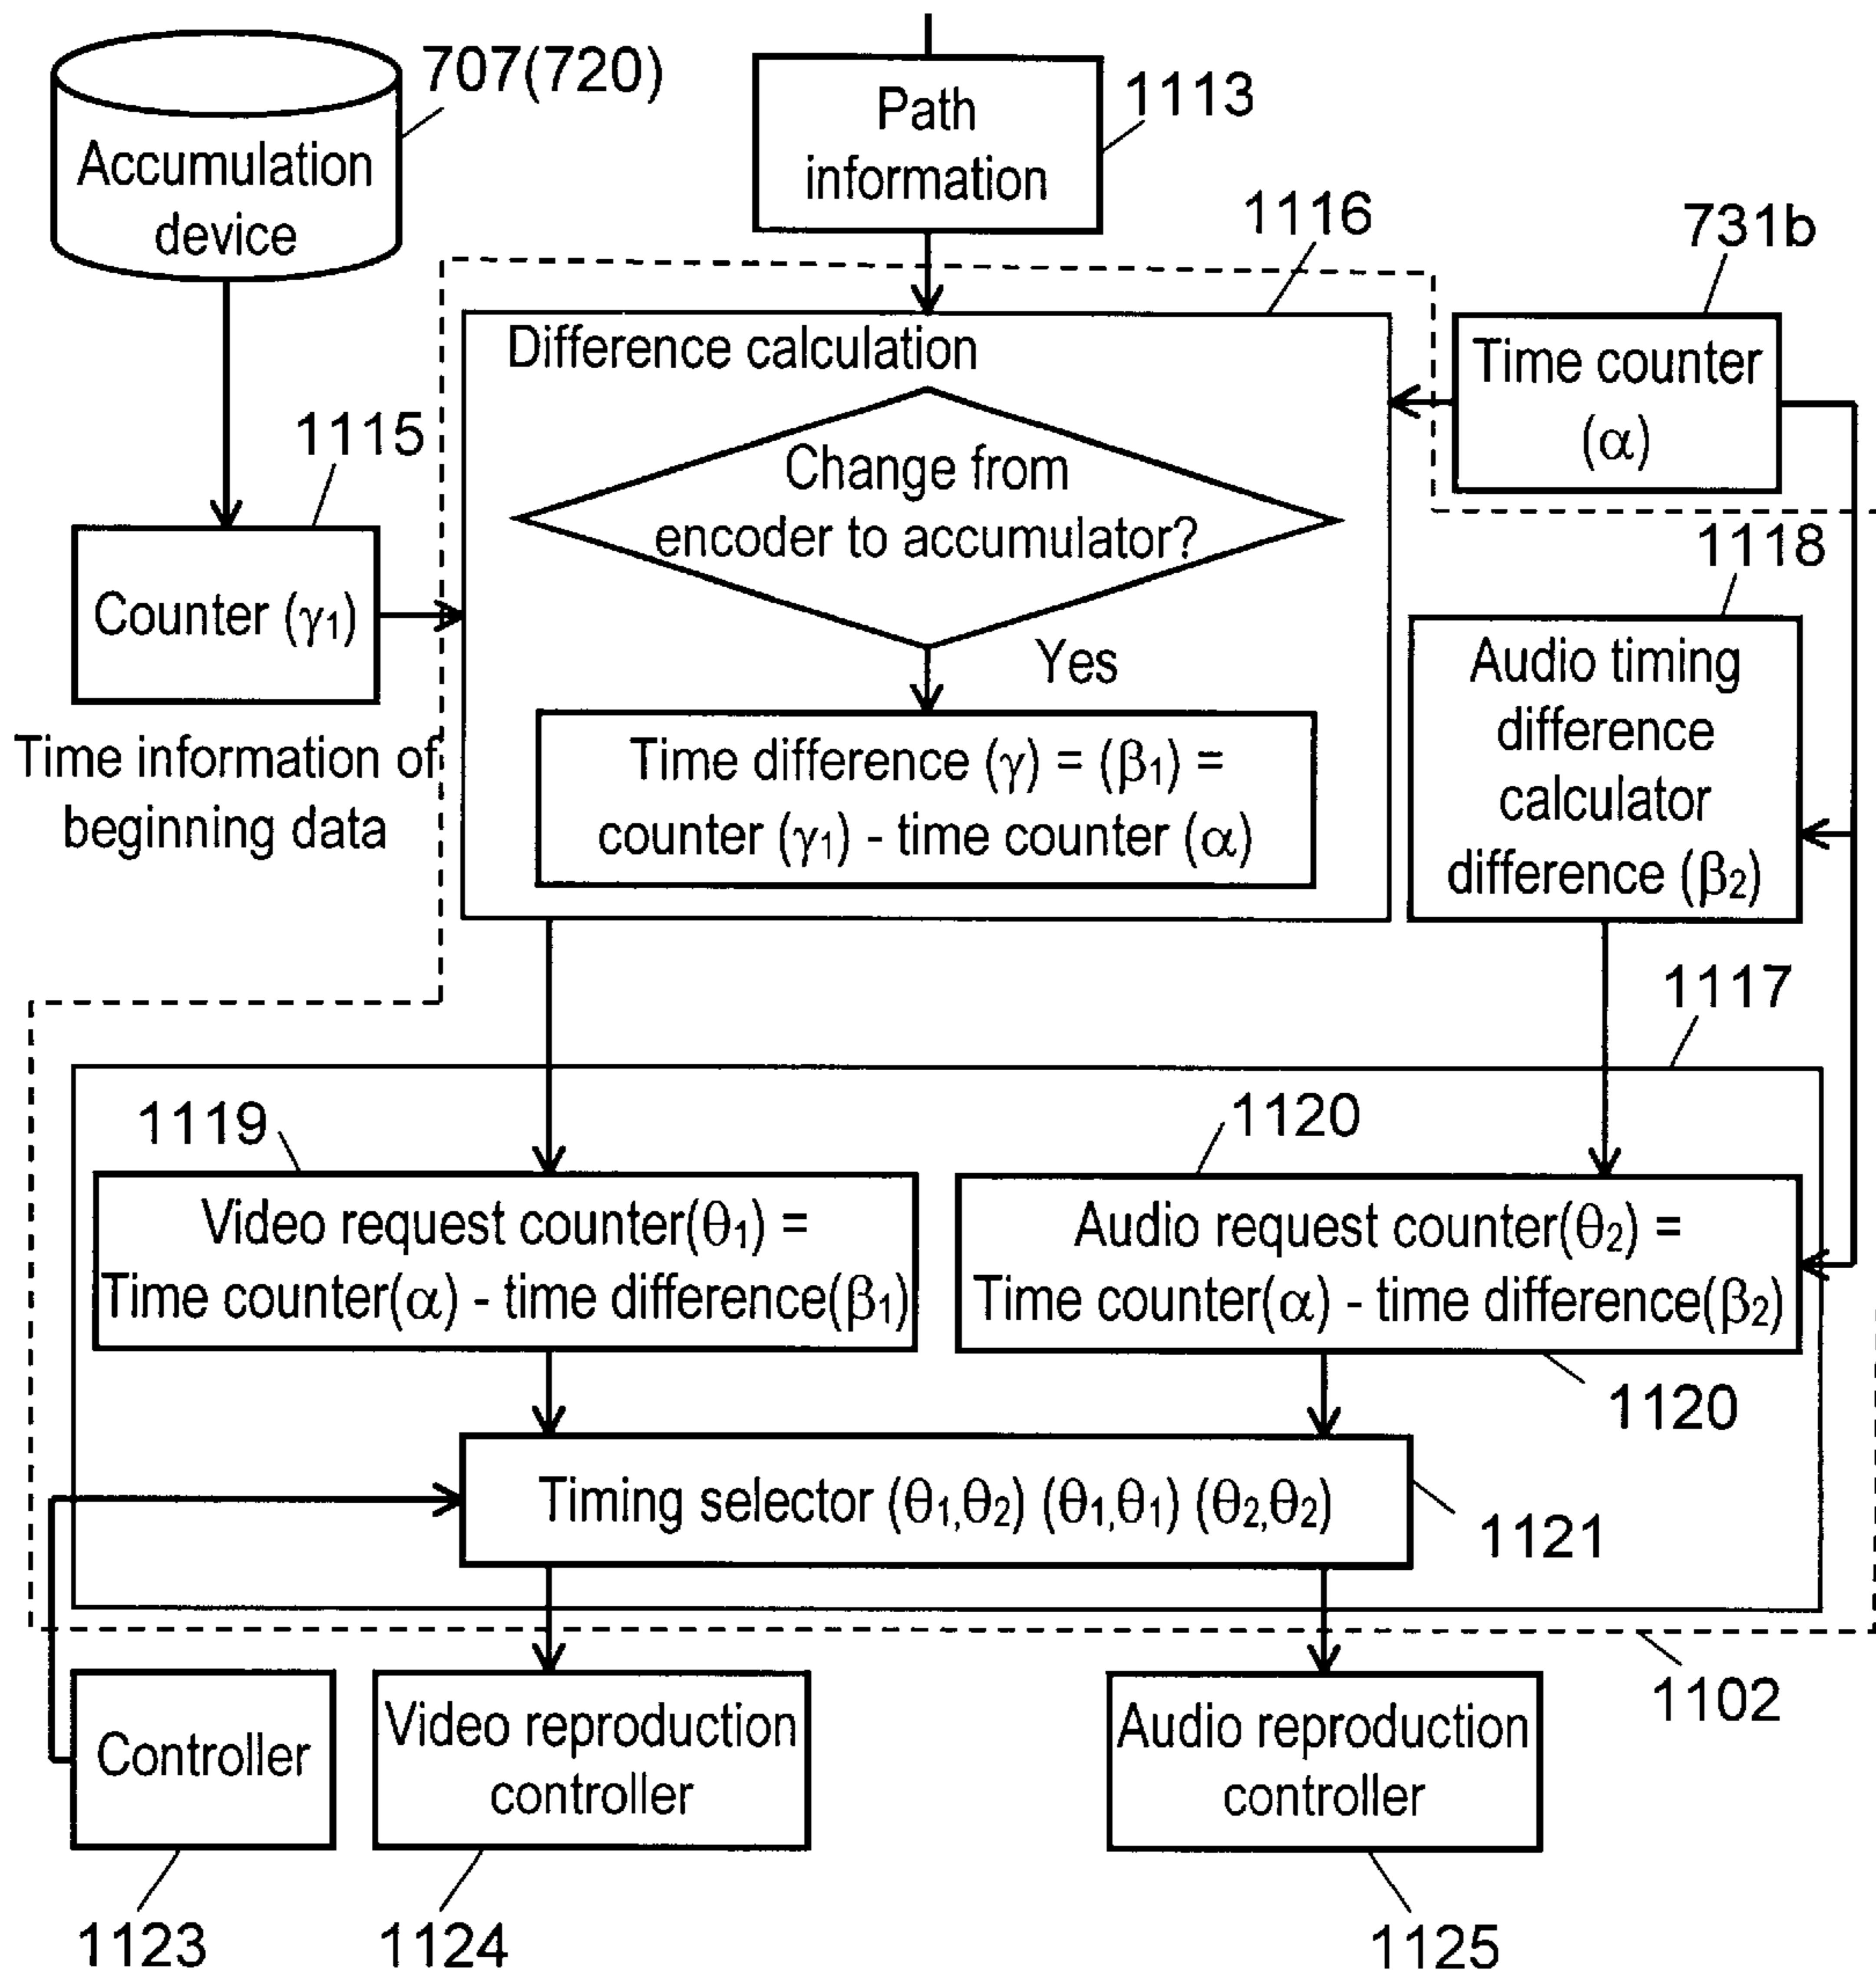 707(720)
Accumulation
device
Path
information
1113
1116
731b
Time counter
(α)
Difference calculation
Change from
encoder to accumulator?
Yes
Time difference (γ) = (β₁) =
counter (γ₁) - time counter (α)
1115
Counter (γ₁)
Time information of
beginning data
1118
Audio timing
difference
calculator
difference (β₂)
1117
1119
Video request counter(θ₁) =
Time counter(α) - time difference(β₁)
1120
Audio request counter(θ₂) =
Time counter(α) - time difference(β₂)
1120
Timing selector (θ₁,θ₂) (θ₁,θ₁) (θ₂,θ₂)
1121
1102
Controller
Video reproduction
controller
Audio reproduction
controller
1123
1124
1125